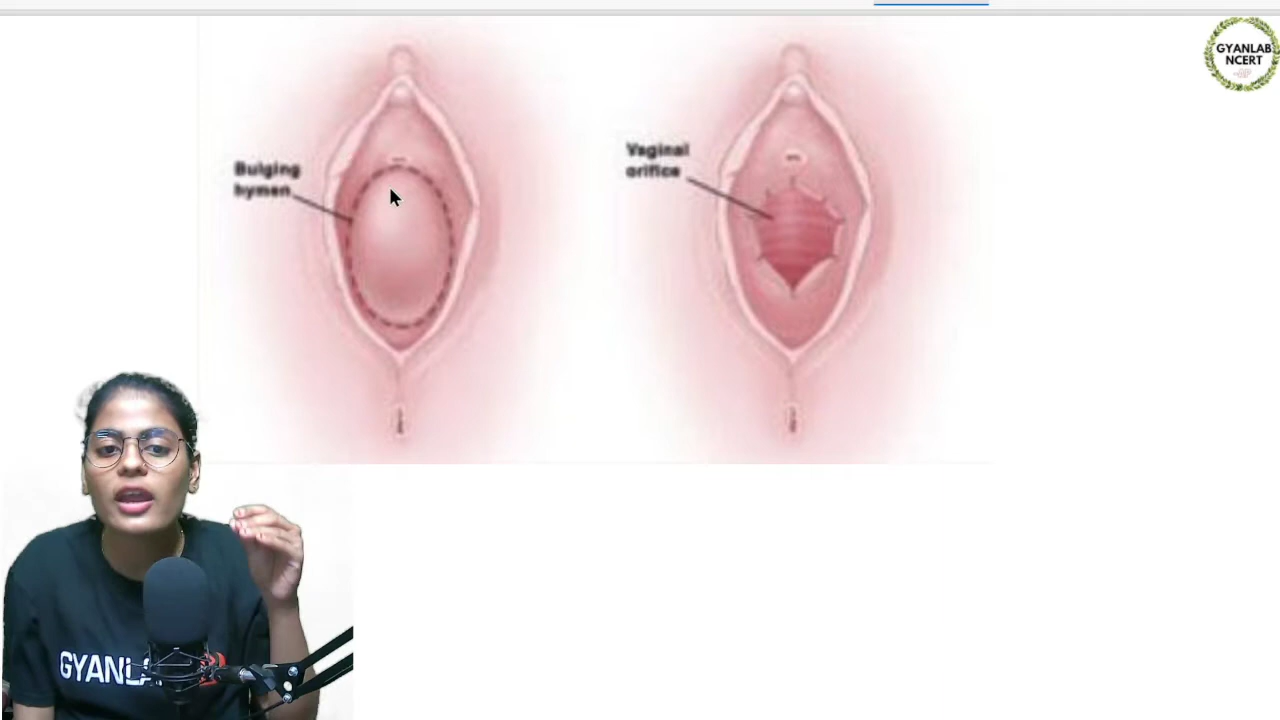 GYANLAB
NCERT
Bulging
hymen
Vaginal
orifice
GYANLA